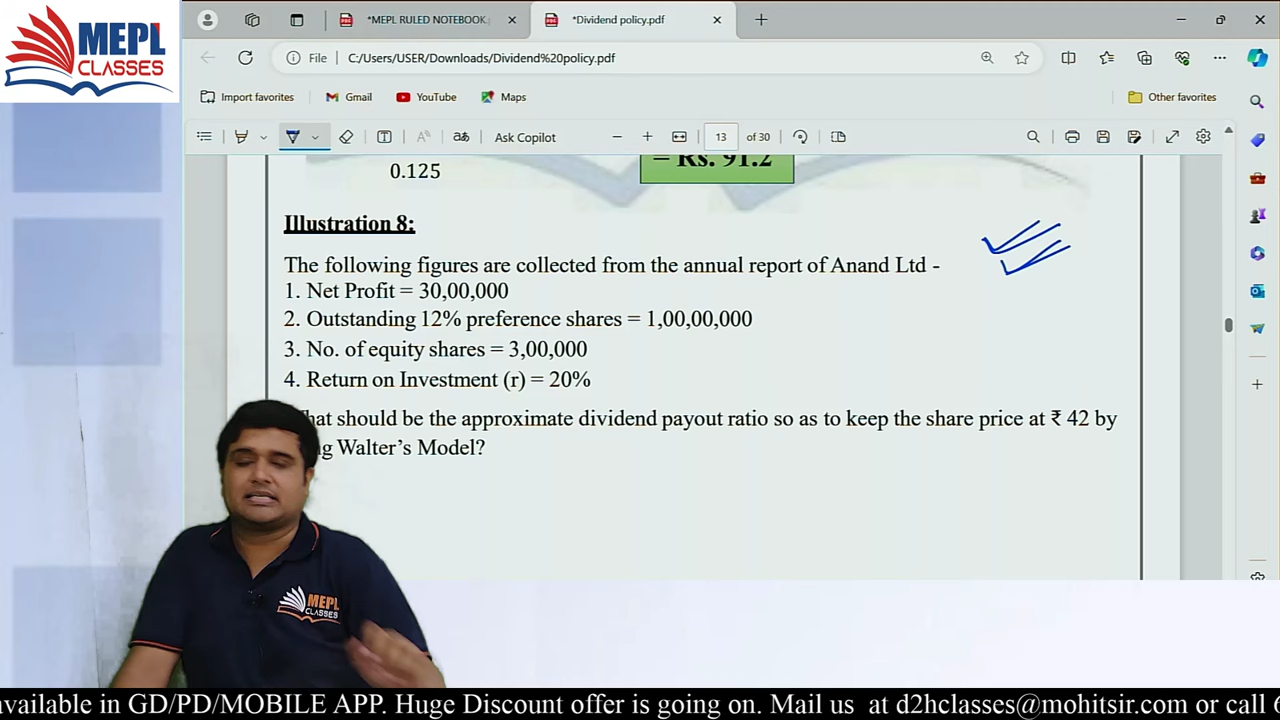 MEPL
CLASSES
*MEPL RULED NOTEBOOK.
*Dividend policy.pdf
File
C:/Users/USER/Downloads/Dividend%20policy.pdf
Import favorites
Gmail
YouTube
Maps
Other favorites
Ask Copilot
13 of 30
0.125
= Rs. 91.2
Illustration 8:
The following figures are collected from the annual report of Anand Ltd -
1. Net Profit = 30,00,000
2. Outstanding 12% preference shares = 1,00,00,000
3. No. of equity shares = 3,00,000
4. Return on Investment (r) = 20%
hat should be the approximate dividend payout ratio so as to keep the share price at ₹ 42 by
ng Walter's Model?
MEPL
CLASSES
available in GD/PD/MOBILE APP. Huge Discount offer is going on. Mail us at d2hclasses@mohitsir.com or call